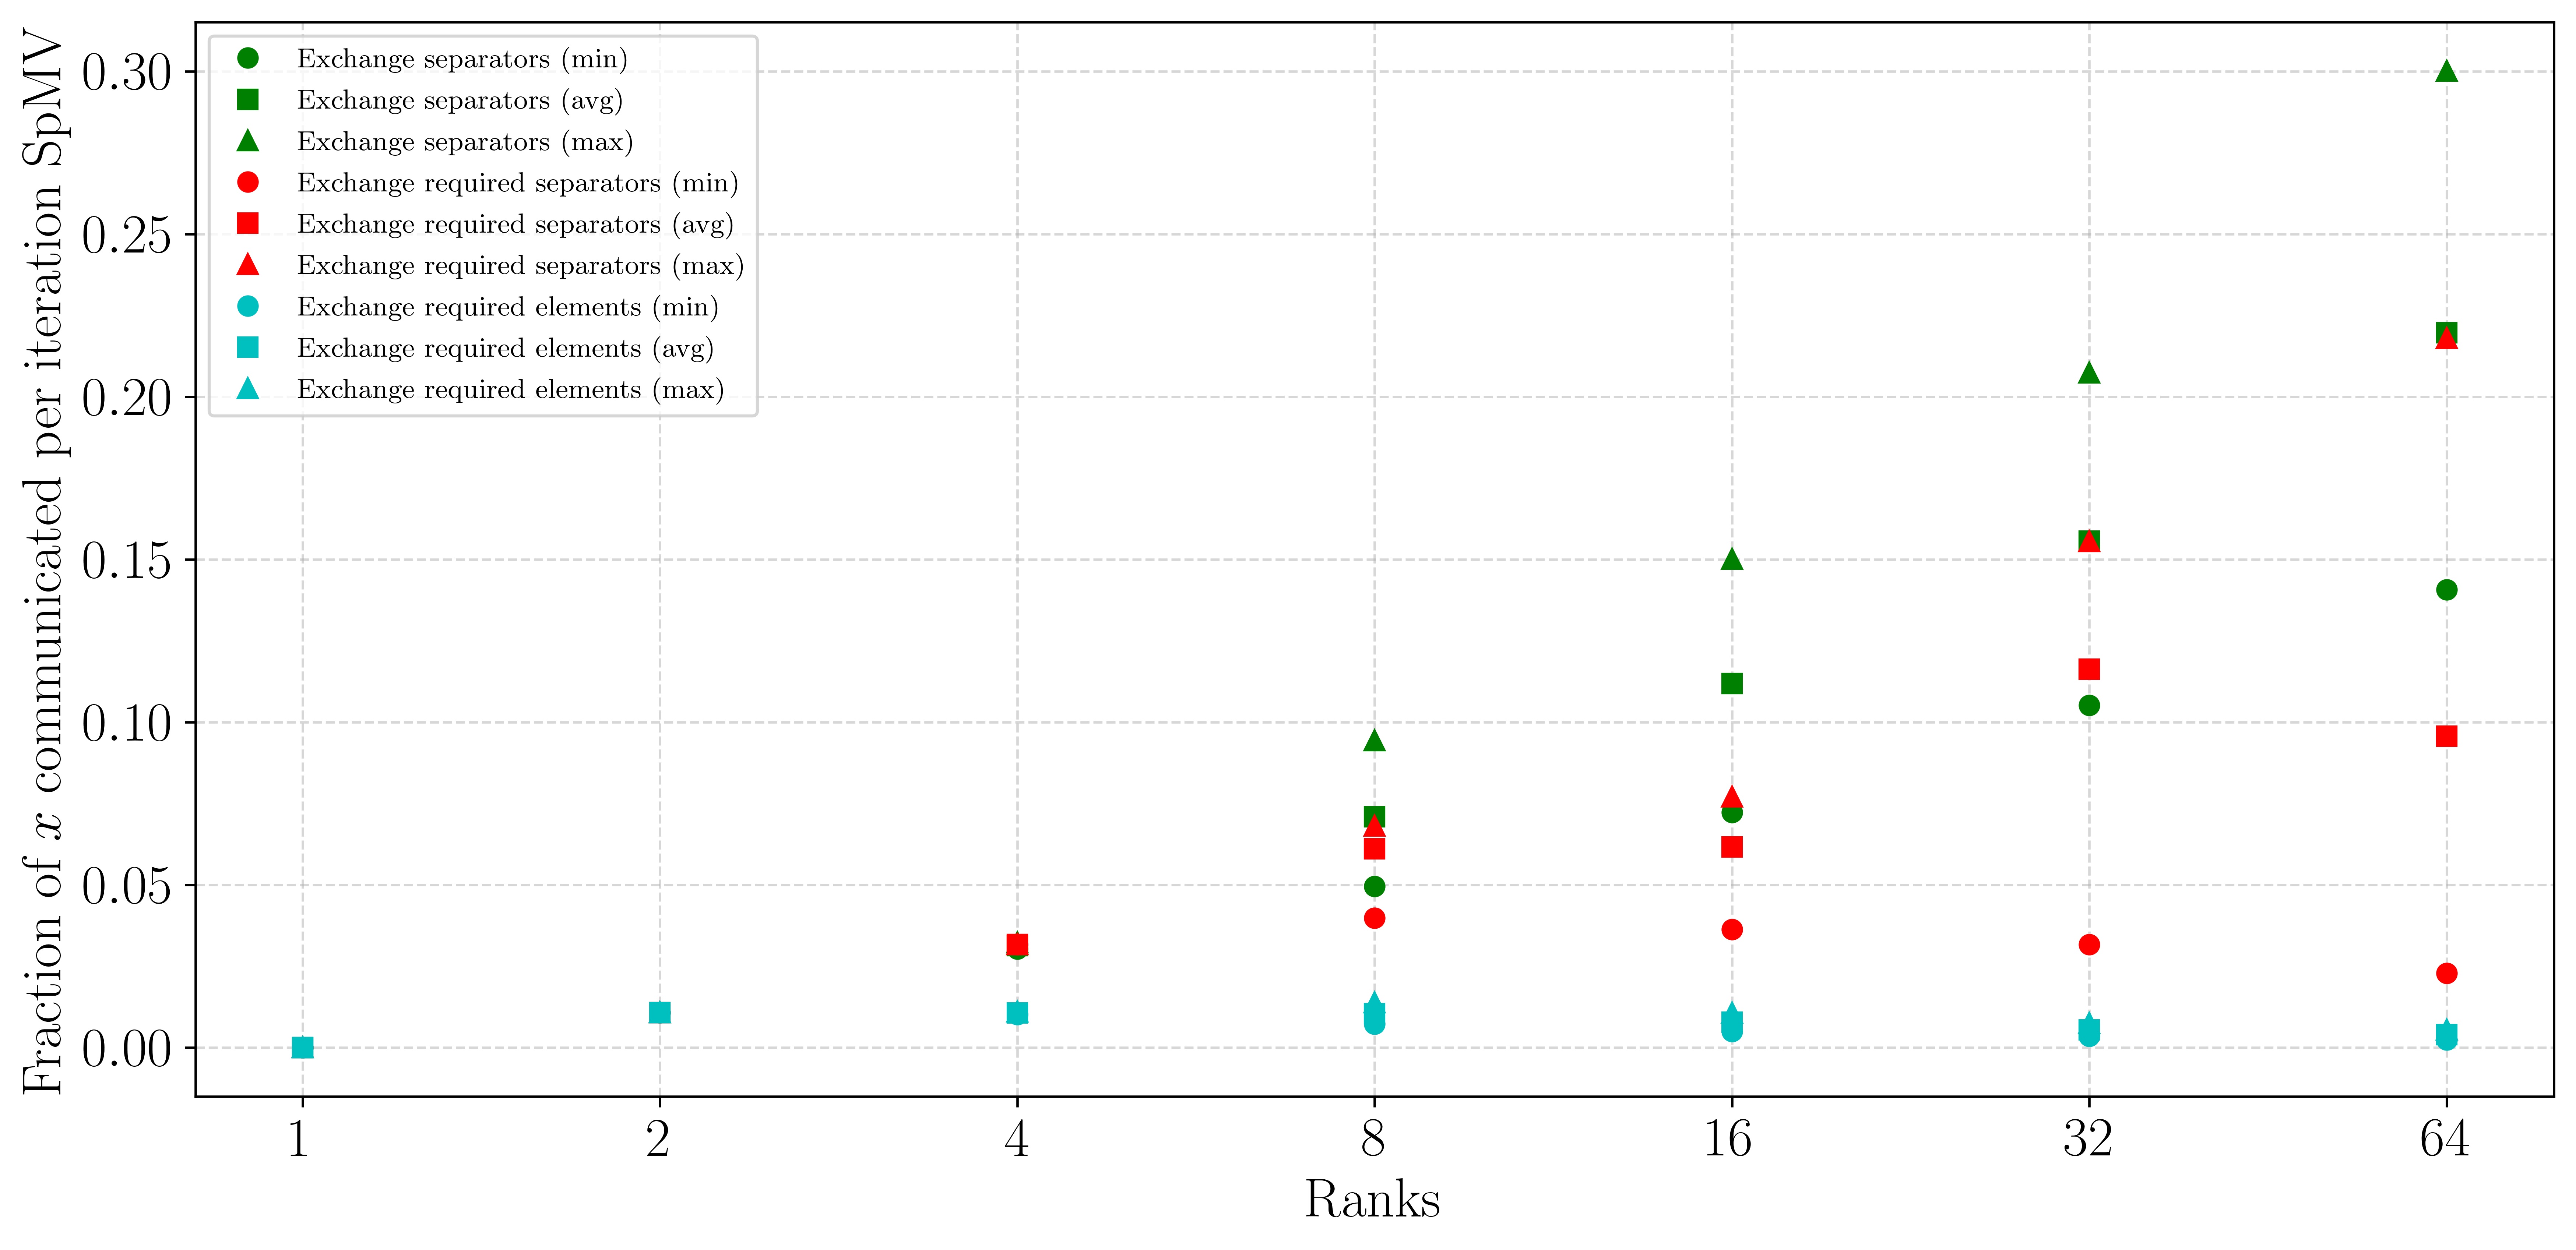 Fraction of x communicated per iteration SpMV
0.30
0.25
0.20
0.15
0.10
0.05
0.00
Exchange separators (min)
Exchange separators (avg)
Exchange separators (max)
Exchange required separators (min)
Exchange required separators (avg)
Exchange required separators (max)
Exchange required elements (min)
Exchange required elements (avg)
Exchange required elements (max)
1 2 4 8 16 32 64
Ranks